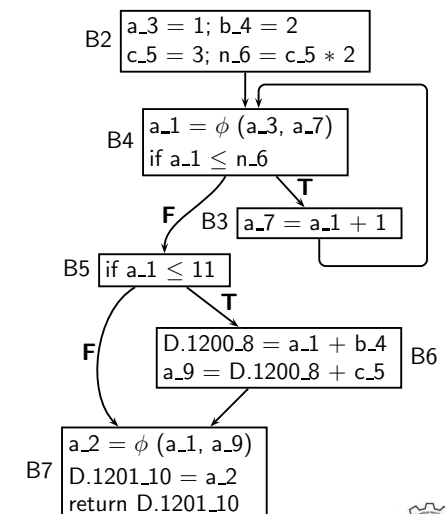 B2
a_3 = 1; b_4 = 2
c_5 = 3; n_6 = c_5 * 2
B4
a_1 = ϕ (a_3, a_7)
if a_1 ≤ n_6
F
T
B3
a_7 = a_1 + 1
B5
if a_1 ≤ 11
F
T
D.1200_8 = a_1 + b_4
a_9 = D.1200_8 + c_5
B6
B7
a_2 = ϕ (a_1, a_9)
D.1201_10 = a_2
return D.1201_10